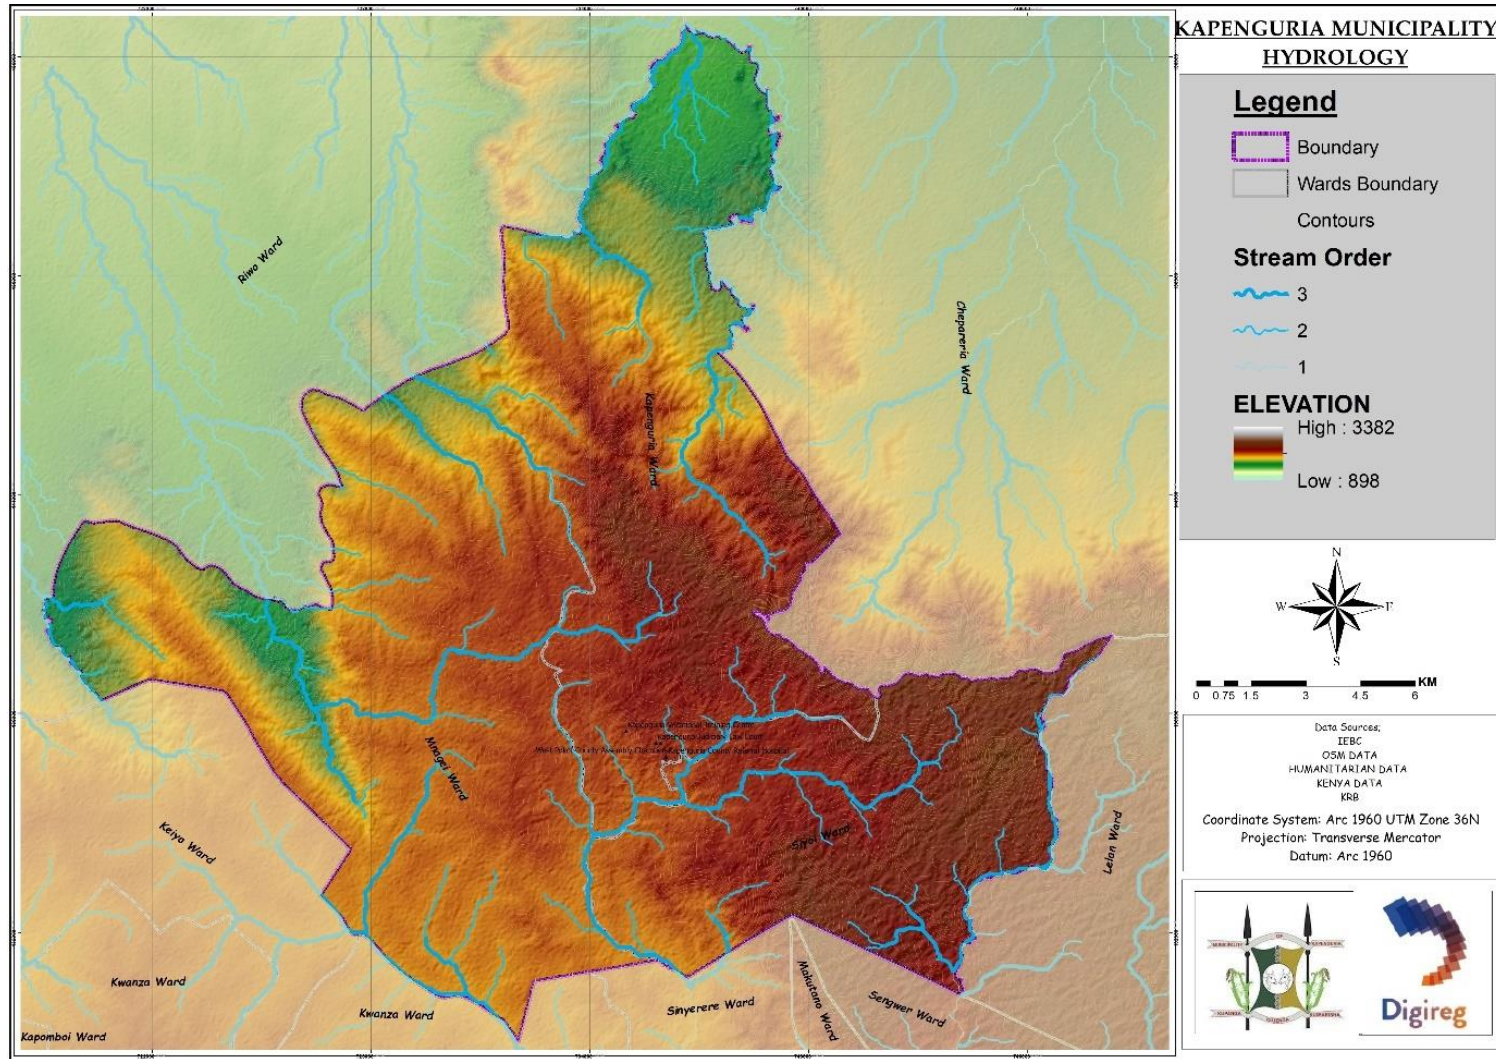 KAPENGURIA MUNICIPALITY
HYDROLOGY
Legend
Boundary
Wards Boundary
Contours
Stream Order
3
2
1
ELEVATION
High : 3382
Low : 898
N
W E
S
KM
0 0.75 1.5 3 4.5 6
Data Sources;
IEBC
OSM DATA
HUMANITARIAN DATA
KENYA DATA
KRB
Coordinate System: Arc 1960 UTM Zone 36N
Projection: Transverse Mercator
Datum: Arc 1960
MUNICIPALITY OF KAPENGURIA
Digireg
Riwo Ward
Chepareria Ward
Kapenguria Ward
Mnagei Ward
Siyoi Ward
Keiyo Ward
Lelan Ward
Kwanza Ward
Kwanza Ward
Kapomboi Ward
Sinyerere Ward
Makutano Ward
Sengwer Ward